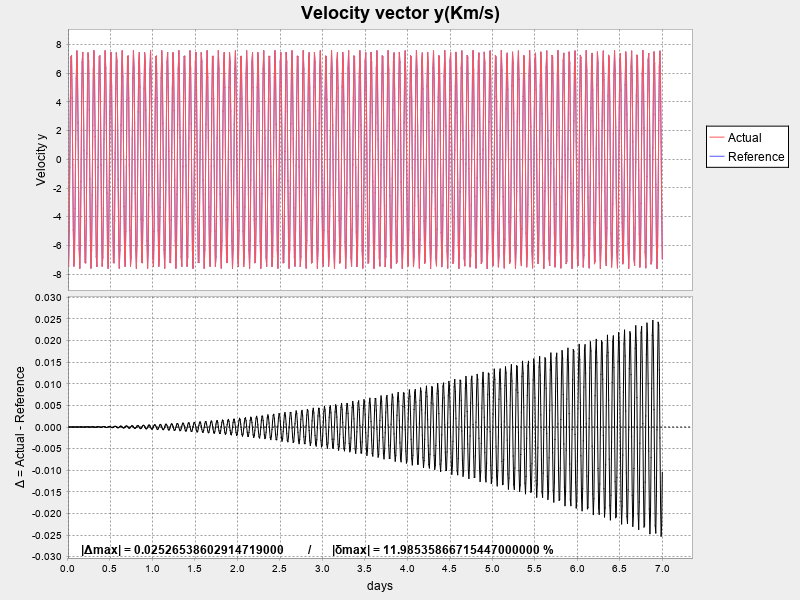 Velocity vector y(Km/s)
Velocity y
8
6
4
2
0
-2
-4
-6
-8
Actual
Reference
Δ = Actual - Reference
0.030
0.025
0.020
0.015
0.010
0.005
0.000
-0.005
-0.010
-0.015
-0.020
-0.025
-0.030
|Δmax| = 0.02526538602914719000 / |δmax| = 11.98535866715447000000 %
0.0 0.5 1.0 1.5 2.0 2.5 3.0 3.5 4.0 4.5 5.0 5.5 6.0 6.5 7.0
days